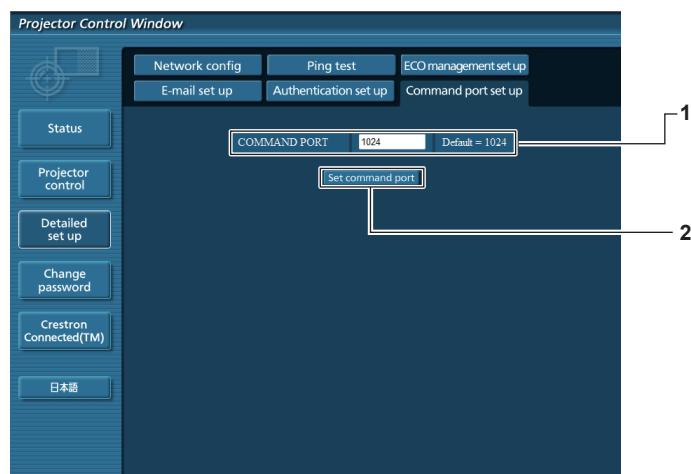 Projector Control Window
Network config
Ping test
ECO management set up
E-mail set up
Authentication set up
Command port set up
Status
Projector
control
Detailed
set up
Change
password
Crestron
Connected(TM)
日本語
COMMAND PORT 1024 Default = 1024
Set command port
1
2